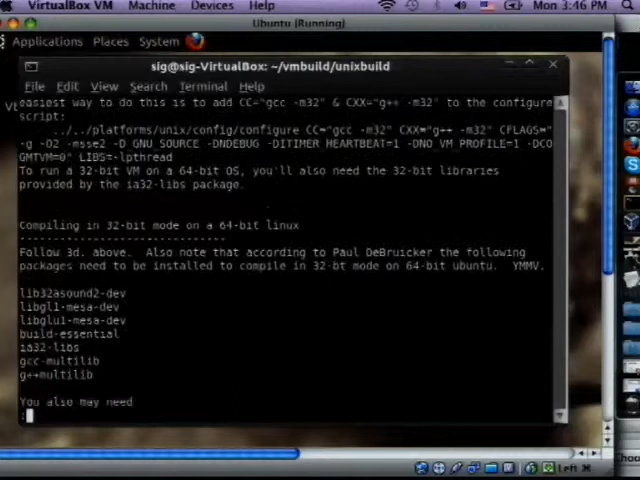 VirtualBox VM Machine Devices Help Mon 3:46 PM
Ubuntu [Running]
Applications Places System
sig@sig-VirtualBox: ~/vmbuild/unixbuild
File Edit View Search Terminal Help
easiest way to do this is to add CC="gcc -m32" & CXX="g++ -m32" to the configure
script:
../../platforms/unix/config/configure CC="gcc -m32" CXX="g++ -m32" CFLAGS="
-g -O2 -msse2 -D_GNU_SOURCE -DNDEBUG -DITIMER_HEARTBEAT=1 -DNO_VM_PROFILE=1 -DCO
GMTVM=0" LIBS=-lpthread
To run a 32-bit VM on a 64-bit OS, you'll also need the 32-bit libraries
provided by the ia32-libs package.
Compiling in 32-bit mode on a 64-bit linux
------------------------------
Follow 3d. above. Also note that according to Paul DeBruicker the following
packages need to be installed to compile in 32-bt mode on 64-bit ubuntu. YMMV.
lib32asound2-dev
libgl1-mesa-dev
libglu1-mesa-dev
build-essential
ia32-libs
gcc-multilib
g++multilib
You also may need
:
Left ⌘